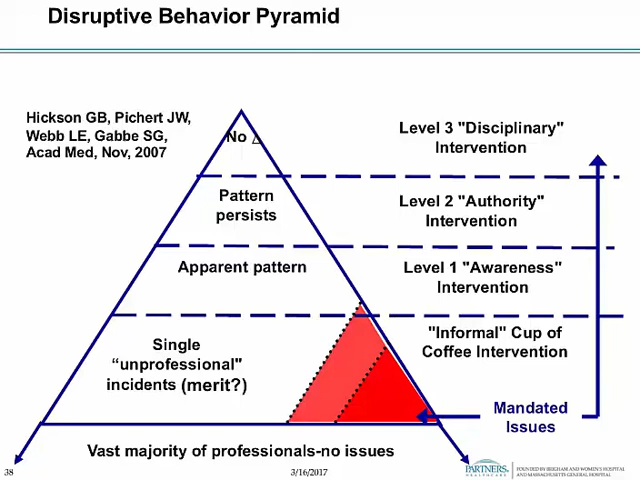 Disruptive Behavior Pyramid
Hickson GB, Pichert JW,
Webb LE, Gabbe SG,
Acad Med, Nov, 2007
No △
Level 3 "Disciplinary"
Intervention
Pattern
persists
Level 2 "Authority"
Intervention
Apparent pattern
Level 1 "Awareness"
Intervention
Single
“unprofessional"
incidents (merit?)
"Informal" Cup of
Coffee Intervention
Mandated
Issues
Vast majority of professionals-no issues
38
3/16/2017
PARTNERS.
HEALTHCARE
FOUNDED BY BRIGHAM AND WOMEN'S HOSPITAL
AND MASSACHUSETTS GENERAL HOSPITAL